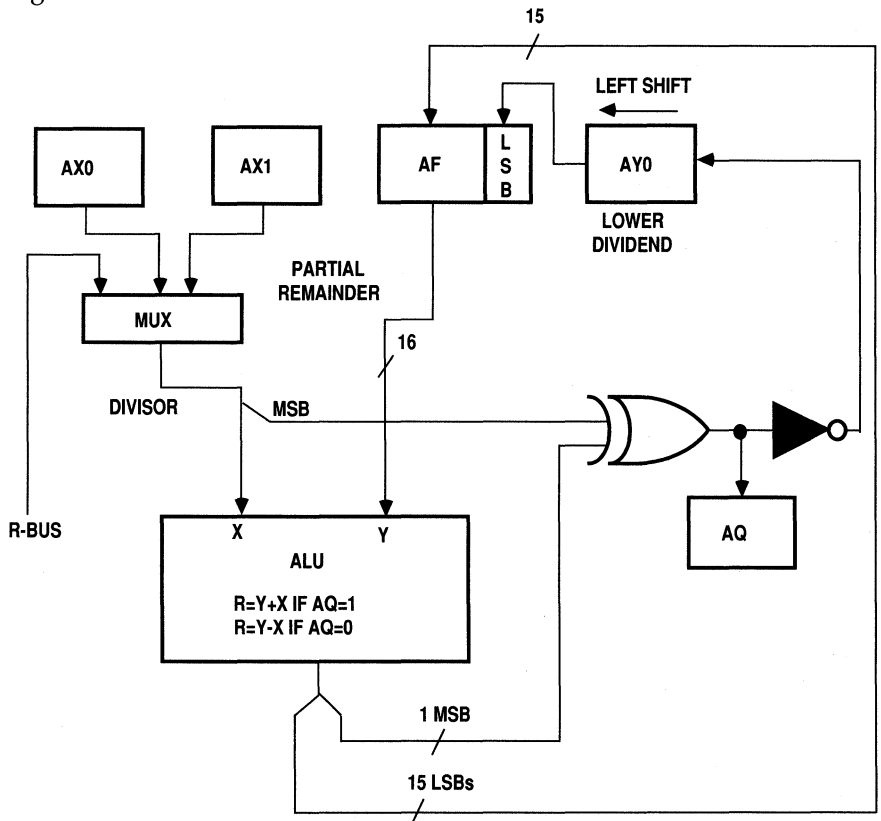 15
LEFT SHIFT
AX0
AX1
AF
L
S
B
AY0
LOWER
DIVIDEND
PARTIAL
REMAINDER
MUX
16
DIVISOR
MSB
R-BUS
X
Y
AQ
ALU
R=Y+X IF AQ=1
R=Y-X IF AQ=0
1 MSB
15 LSBs